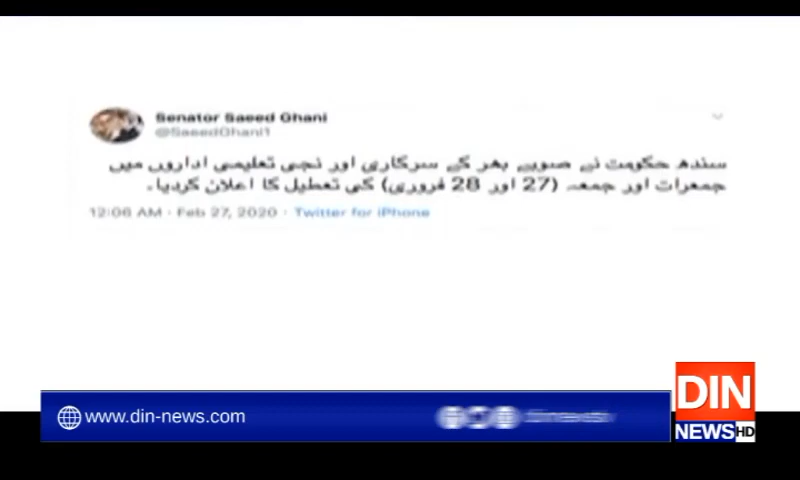 Senator Saeed Ghani
@SaeedGhani1
سندھ حکومت نے صوبے بھر کے سرکاری اور نجی تعلیمی اداروں میں
جمعرات اور جمعہ (27 اور 28 فروری) کی تعطیل کا اعلان کردیا۔
12:06 AM · Feb 27, 2020 · Twitter for iPhone
www.din-news.com
DIN
NEWS HD